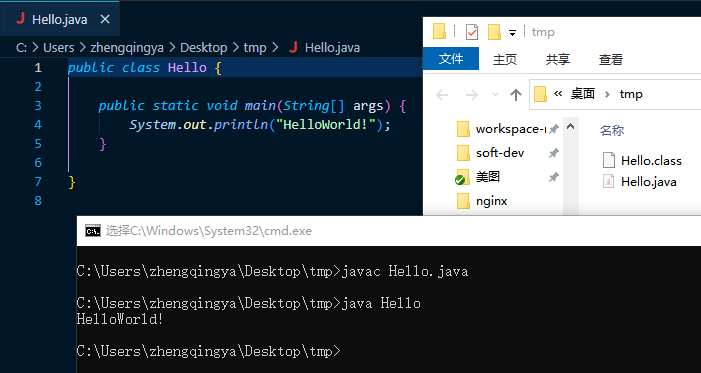 Hello.java
C: > Users > zhengqingya > Desktop > tmp > Hello.java
1 public class Hello {
2
3 public static void main(String[] args) {
4 System.out.println("HelloWorld!");
5 }
6
7 }
8
tmp
文件 主页 共享 查看
« 桌面 > tmp
workspace-
soft-dev
美图
nginx
名称
Hello.class
Hello.java
选择C:\Windows\System32\cmd.exe
C:\Users\zhengqingya\Desktop\tmp>javac Hello.java
C:\Users\zhengqingya\Desktop\tmp>java Hello
HelloWorld!
C:\Users\zhengqingya\Desktop\tmp>